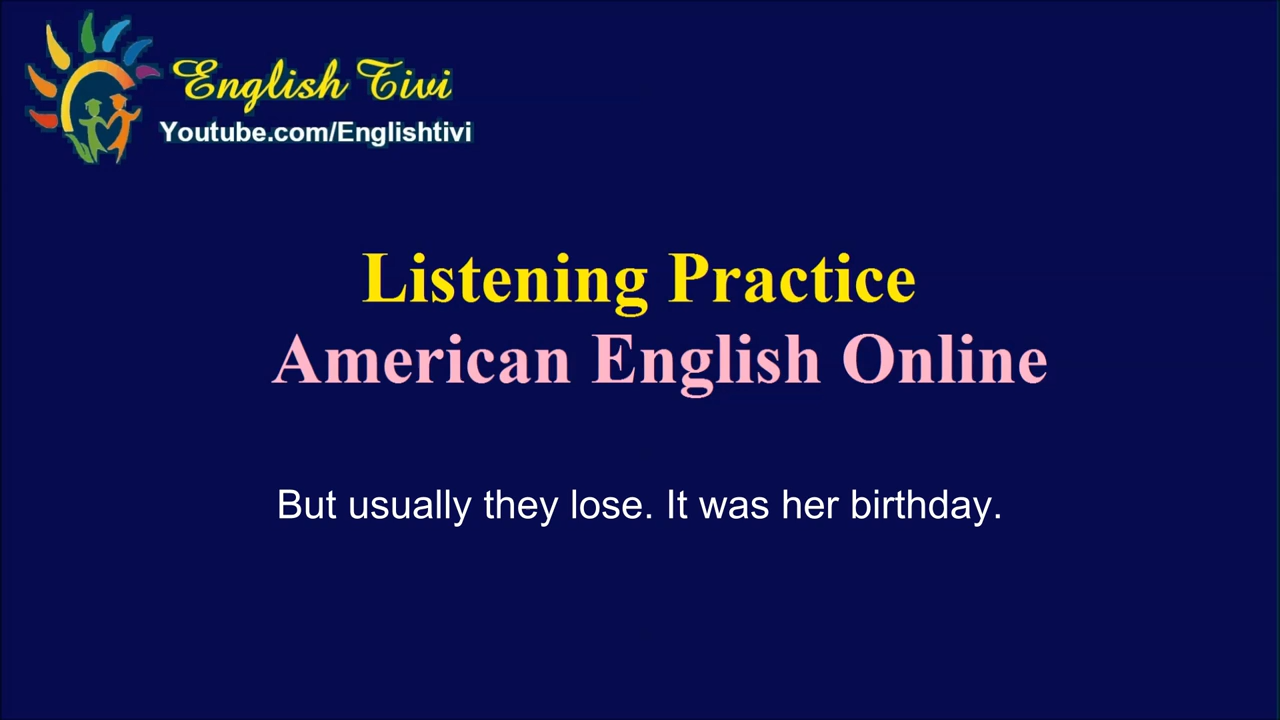 English Tivi
Youtube.com/Englishtivi
Listening Practice
American English Online
But usually they lose. It was her birthday.